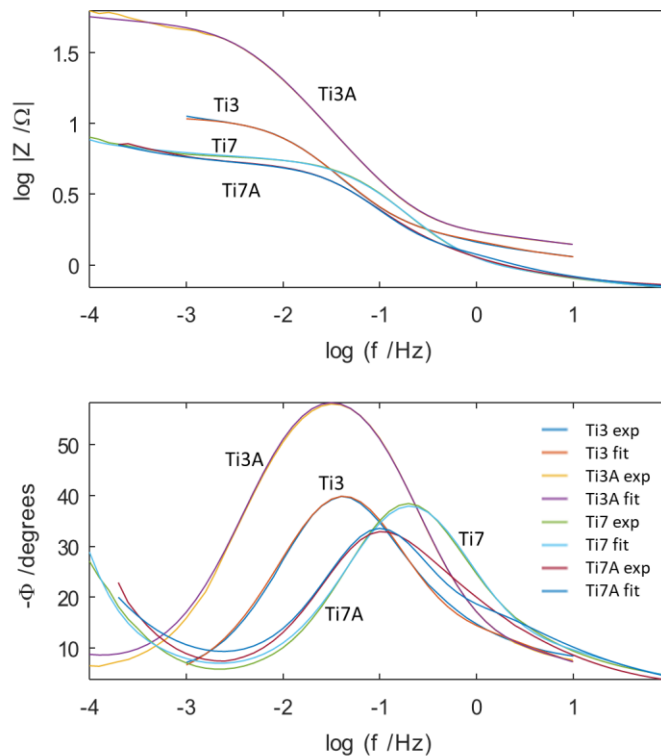 1.5
1
0.5
0
log |Z /Ω|
Ti3A
Ti3
Ti7
Ti7A
-4 -3 -2 -1 0 1
log (f /Hz)
50
40
30
20
10
-Φ /degrees
Ti3A
Ti3
Ti7
Ti7A
Ti3 exp
Ti3 fit
Ti3A exp
Ti3A fit
Ti7 exp
Ti7 fit
Ti7A exp
Ti7A fit
-4 -3 -2 -1 0 1
log (f /Hz)